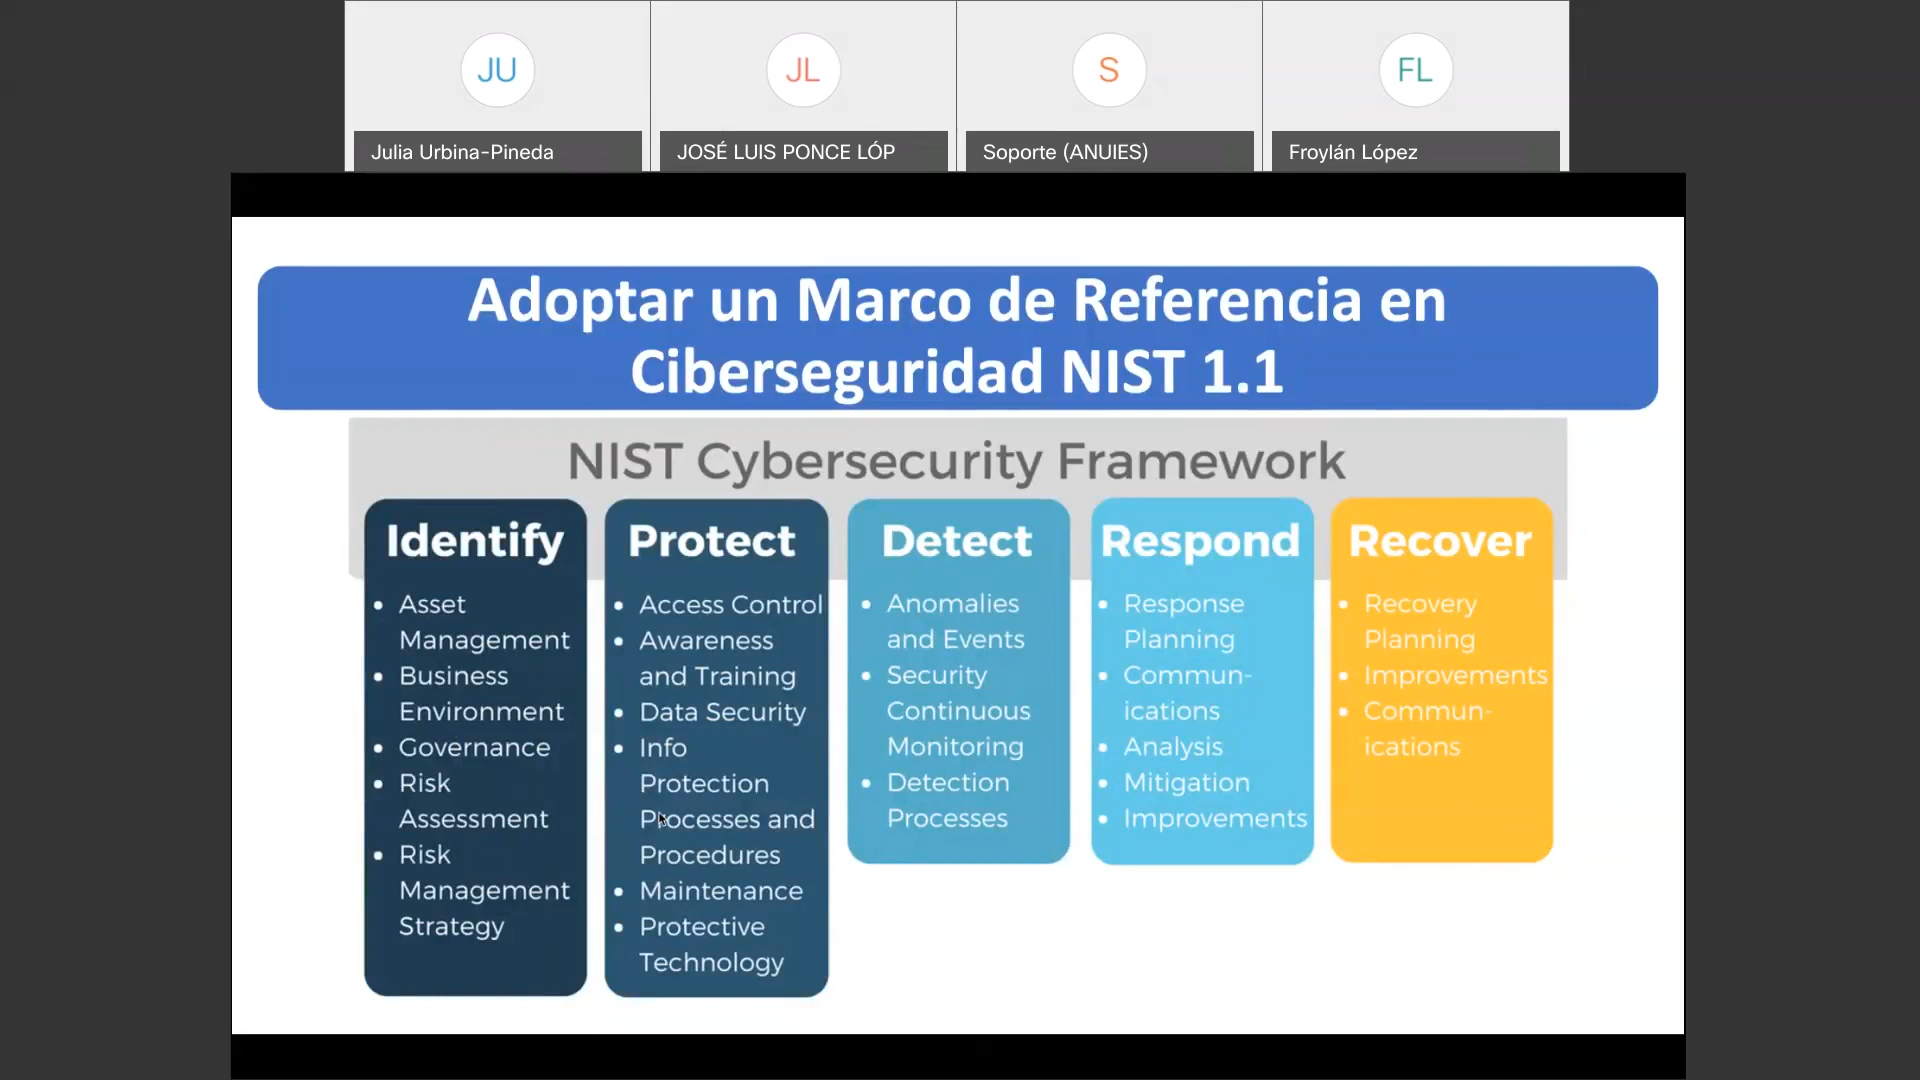 JU
JL
S
FL
Julia Urbina-Pineda
JOSÉ LUIS PONCE LÓP
Soporte (ANUIES)
Froylán López
Adoptar un Marco de Referencia en
Ciberseguridad NIST 1.1
NIST Cybersecurity Framework
Identify
• Asset
Management
• Business
Environment
• Governance
• Risk
Assessment
• Risk
Management
Strategy
Protect
• Access Control
• Awareness
and Training
• Data Security
• Info
Protection
Processes and
Procedures
• Maintenance
• Protective
Technology
Detect
• Anomalies
and Events
• Security
Continuous
Monitoring
• Detection
Processes
Respond
• Response
Planning
• Commun-
ications
• Analysis
• Mitigation
• Improvements
Recover
• Recovery
Planning
• Improvements
• Commun-
ications